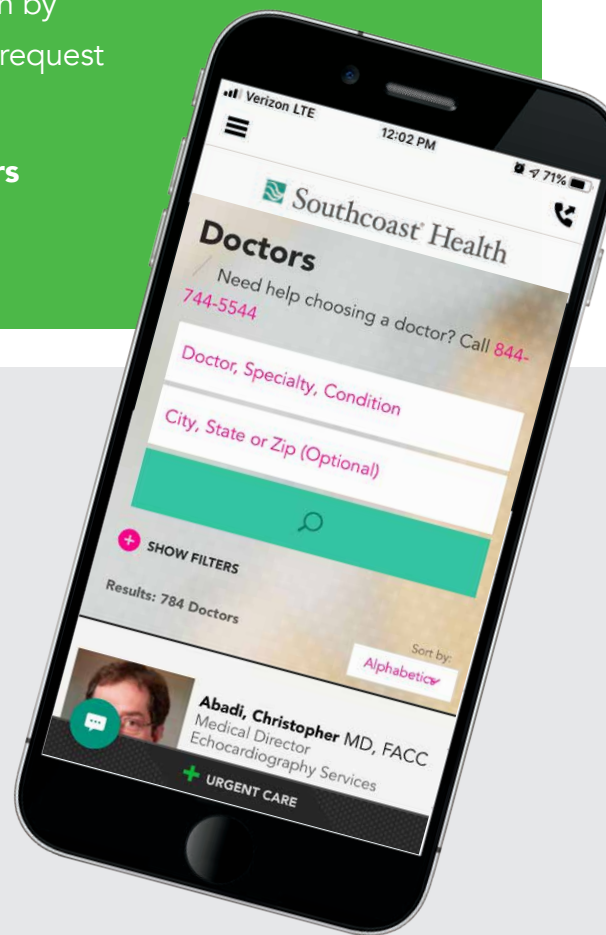 n by
request
rs
Verizon LTE
12:02 PM
71%
Southcoast Health
Doctors
Need help choosing a doctor? Call 844-
744-5544
Doctor, Specialty, Condition
City, State or Zip (Optional)
SHOW FILTERS
Results: 784 Doctors
Sort by:
Alphabetic
Abadi, Christopher MD, FACC
Medical Director
Echocardiography Services
URGENT CARE